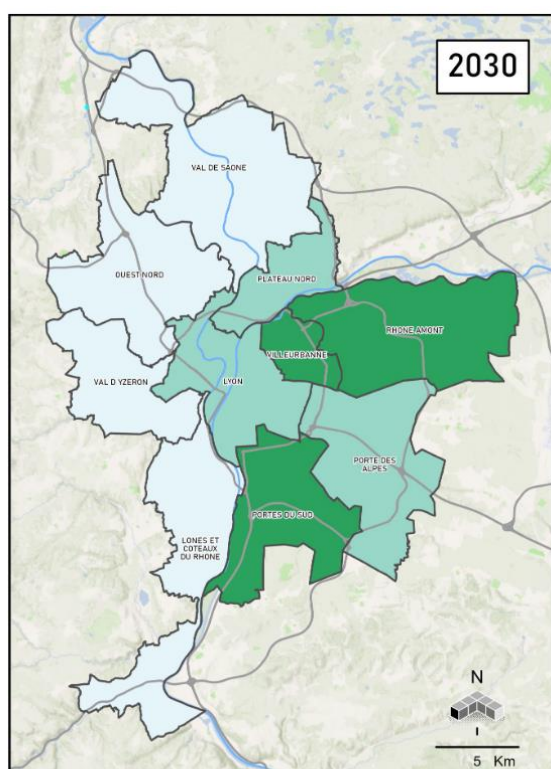 2030
VAL DE SAONE
OUEST NORD
PLATEAU NORD
RHONE AMONT
VILLEURBANNE
VAL D YZERON
LYON
PORTE DES
ALPES
PORTES DU SUD
LONES ET
COTEAUX
DU RHONE
N
5 Km